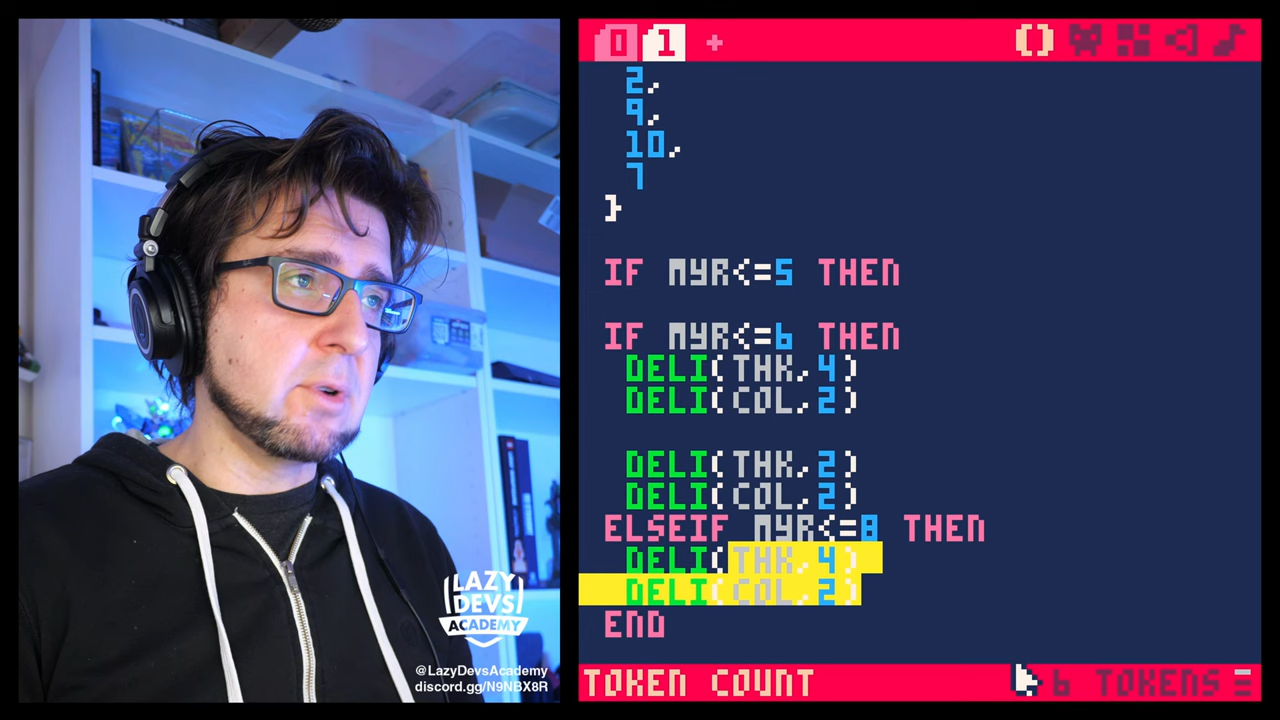 0 1 +
2,
9,
10,
7
}
IF MYR<=5 THEN
IF MYR<=6 THEN
DELI(THK,4)
DELI(COL,2)
DELI(THK,2)
DELI(COL,2)
ELSEIF MYR<=8 THEN
DELI(THK,4)
DELI(COL,2)
END
TOKEN COUNT
6 TOKENS
LAZY
DEVS
ACADEMY
@LazyDevsAcademy
discord.gg/N9NBX8R